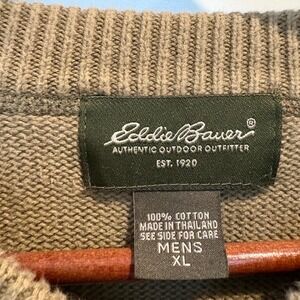 Eddie Bauer®
AUTHENTIC OUTDOOR OUTFITTER
EST. 1920
100% COTTON
MADE IN THAILAND
SEE SIDE FOR CARE
MENS
XL